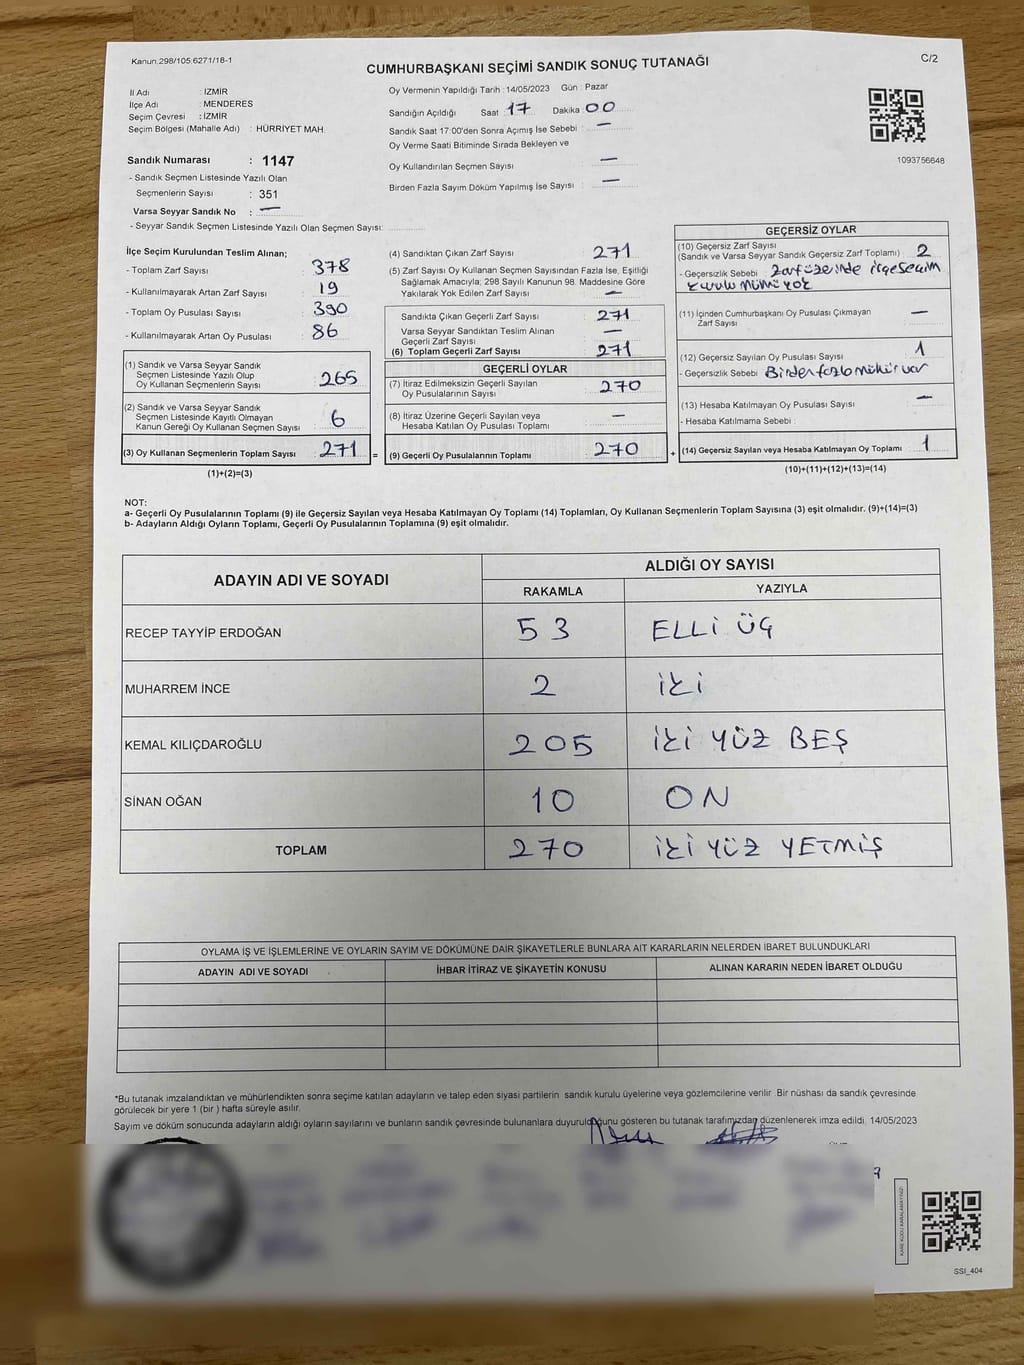 Kanun.298/105.6271/18-1
CUMHURBAŞKANI SEÇİMİ SANDIK SONUÇ TUTANAĞI
C/2
İl Adı : İZMİR
İlçe Adı : MENDERES
Seçim Çevresi : İZMİR
Seçim Bölgesi (Mahalle Adı) : HÜRRİYET MAH.
Sandık Numarası : 1147
- Sandık Seçmen Listesinde Yazılı Olan
Seçmenlerin Sayısı : 351
Varsa Seyyar Sandık No : —
- Seyyar Sandık Seçmen Listesinde Yazılı Olan Seçmen Sayısı:
Oy Vermenin Yapıldığı Tarih : 14/05/2023 Gün : Pazar
Sandığın Açıldığı Saat : 17 Dakika : 00
Sandık Saat 17:00'den Sonra Açılmış İse Sebebi : —
Oy Verme Saati Bitiminde Sırada Bekleyen ve
Oy Kullandırılan Seçmen Sayısı : —
Birden Fazla Sayım Döküm Yapılmış İse Sayısı : —
1093756648
İlçe Seçim Kurulundan Teslim Alınan;
- Toplam Zarf Sayısı : 378
- Kullanılmayarak Artan Zarf Sayısı : 19
- Toplam Oy Pusulası Sayısı : 390
- Kullanılmayarak Artan Oy Pusulası : 86
(1) Sandık ve Varsa Seyyar Sandık
Seçmen Listesinde Yazılı Olup
Oy Kullanan Seçmenlerin Sayısı : 265
(2) Sandık ve Varsa Seyyar Sandık
Seçmen Listesinde Kayıtlı Olmayan
Kanun Gereği Oy Kullanan Seçmen Sayısı : 6
(3) Oy Kullanan Seçmenlerin Toplam Sayısı : 271 =
(1)+(2)=(3)
(4) Sandıktan Çıkan Zarf Sayısı : 271
(5) Zarf Sayısı Oy Kullanan Seçmen Sayısından Fazla İse, Eşitliği
Sağlamak Amacıyla; 298 Sayılı Kanunun 98. Maddesine Göre
Yakılarak Yok Edilen Zarf Sayısı : —
Sandıkta Çıkan Geçerli Zarf Sayısı : 271
Varsa Seyyar Sandıktan Teslim Alınan
Geçerli Zarf Sayısı : —
(6) Toplam Geçerli Zarf Sayısı : 271
GEÇERLİ OYLAR
(7) İtiraz Edilmeksizin Geçerli Sayılan
Oy Pusulalarının Sayısı : 270
(8) İtiraz Üzerine Geçerli Sayılan veya
Hesaba Katılan Oy Pusulası Toplamı : —
(9) Geçerli Oy Pusulalarının Toplamı : 270 +
GEÇERSİZ OYLAR
(10) Geçersiz Zarf Sayısı
(Sandık ve Varsa Seyyar Sandık Geçersiz Zarf Toplamı) : 2
- Geçersizlik Sebebi : Zarf üzerinde ilçe seçim
kurulu mührü yok
(11) İçinden Cumhurbaşkanı Oy Pusulası Çıkmayan
Zarf Sayısı : —
(12) Geçersiz Sayılan Oy Pusulası Sayısı : 1
- Geçersizlik Sebebi : Birden fazla mühür var
(13) Hesaba Katılmayan Oy Pusulası Sayısı : —
- Hesaba Katılmama Sebebi :
(14) Geçersiz Sayılan veya Hesaba Katılmayan Oy Toplamı : 1
(10)+(11)+(12)+(13)=(14)
NOT:
a- Geçerli Oy Pusulalarının Toplamı (9) ile Geçersiz Sayılan veya Hesaba Katılmayan Oy Toplamı (14) Toplamları, Oy Kullanan Seçmenlerin Toplam Sayısına (3) eşit olmalıdır. (9)+(14)=(3)
b- Adayların Aldığı Oyların Toplamı, Geçerli Oy Pusulalarının Toplamına (9) eşit olmalıdır.
ADAYIN ADI VE SOYADI
ALDIĞI OY SAYISI
RAKAMLA YAZIYLA
RECEP TAYYİP ERDOĞAN 53 ELLİ ÜÇ
MUHARREM İNCE 2 İKİ
KEMAL KILIÇDAROĞLU 205 İKİ YÜZ BEŞ
SİNAN OĞAN 10 ON
TOPLAM 270 İKİ YÜZ YETMİŞ
OYLAMA İŞ VE İŞLEMLERİNE VE OYLARIN SAYIM VE DÖKÜMÜNE DAİR ŞİKAYETLERLE BUNLARA AİT KARARLARIN NELERDEN İBARET BULUNDUKLARI
ADAYIN ADI VE SOYADI İHBAR İTİRAZ VE ŞİKAYETİN KONUSU ALINAN KARARIN NEDEN İBARET OLDUĞU
*Bu tutanak imzalandıktan ve mühürlendikten sonra seçime katılan adayların ve talep eden siyasi partilerin sandık kurulu üyelerine veya gözlemcilerine verilir. Bir nüshası da sandık çevresinde
görülecek bir yere 1 (bir ) hafta süreyle asılır.
Sayım ve döküm sonucunda adayların aldığı oyların sayılarını ve bunların sandık çevresinde bulunanlara duyurulduğunu gösteren bu tutanak tarafımızdan düzenlenerek imza edildi. 14/05/2023
KARE KODU KARALAMAYINIZ!
SSI_404